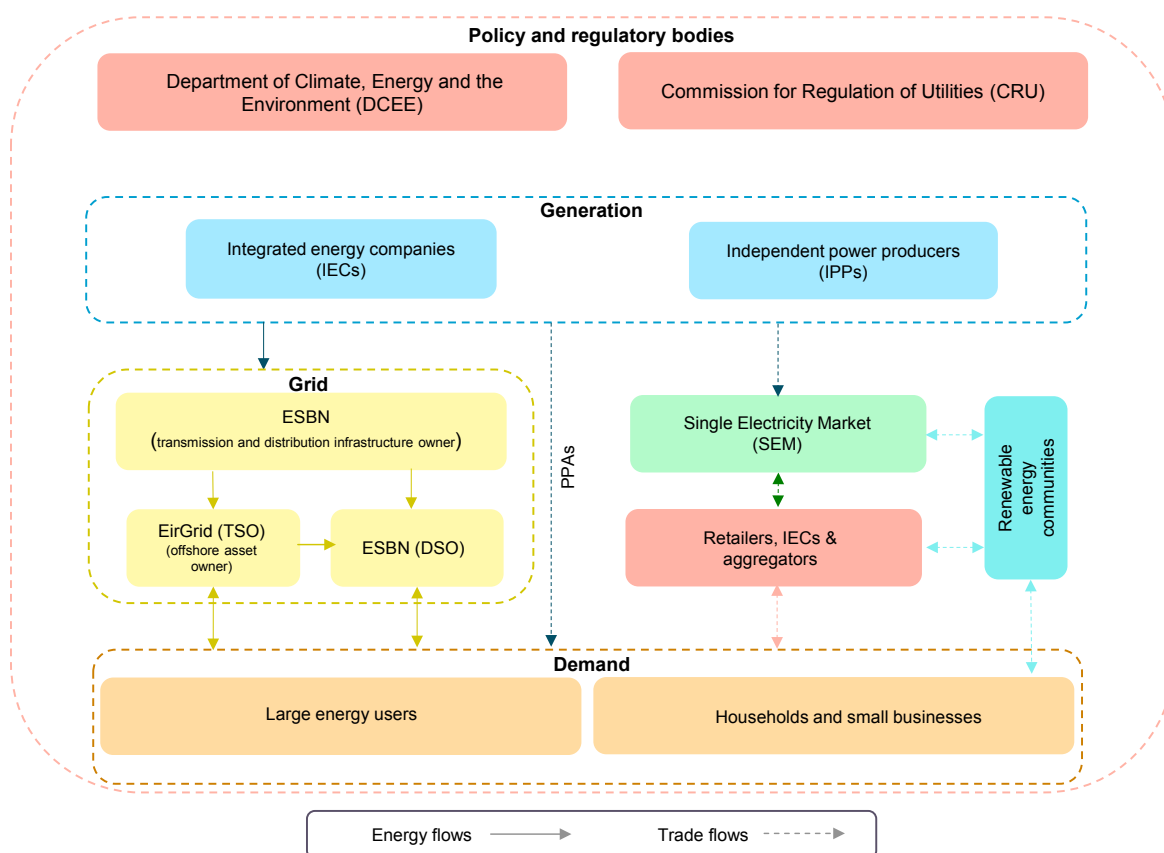 Policy and regulatory bodies
Department of Climate, Energy and the
Environment (DCEE)
Commission for Regulation of Utilities (CRU)
Generation
Integrated energy companies
(IECs)
Independent power producers
(IPPs)
Grid
ESBN
(transmission and distribution infrastructure owner)
EirGrid (TSO)
(offshore asset
owner)
ESBN (DSO)
PPAs
Single Electricity Market
(SEM)
Retailers, IECs &
aggregators
Renewable
energy
communities
Demand
Large energy users
Households and small businesses
Energy flows
Trade flows